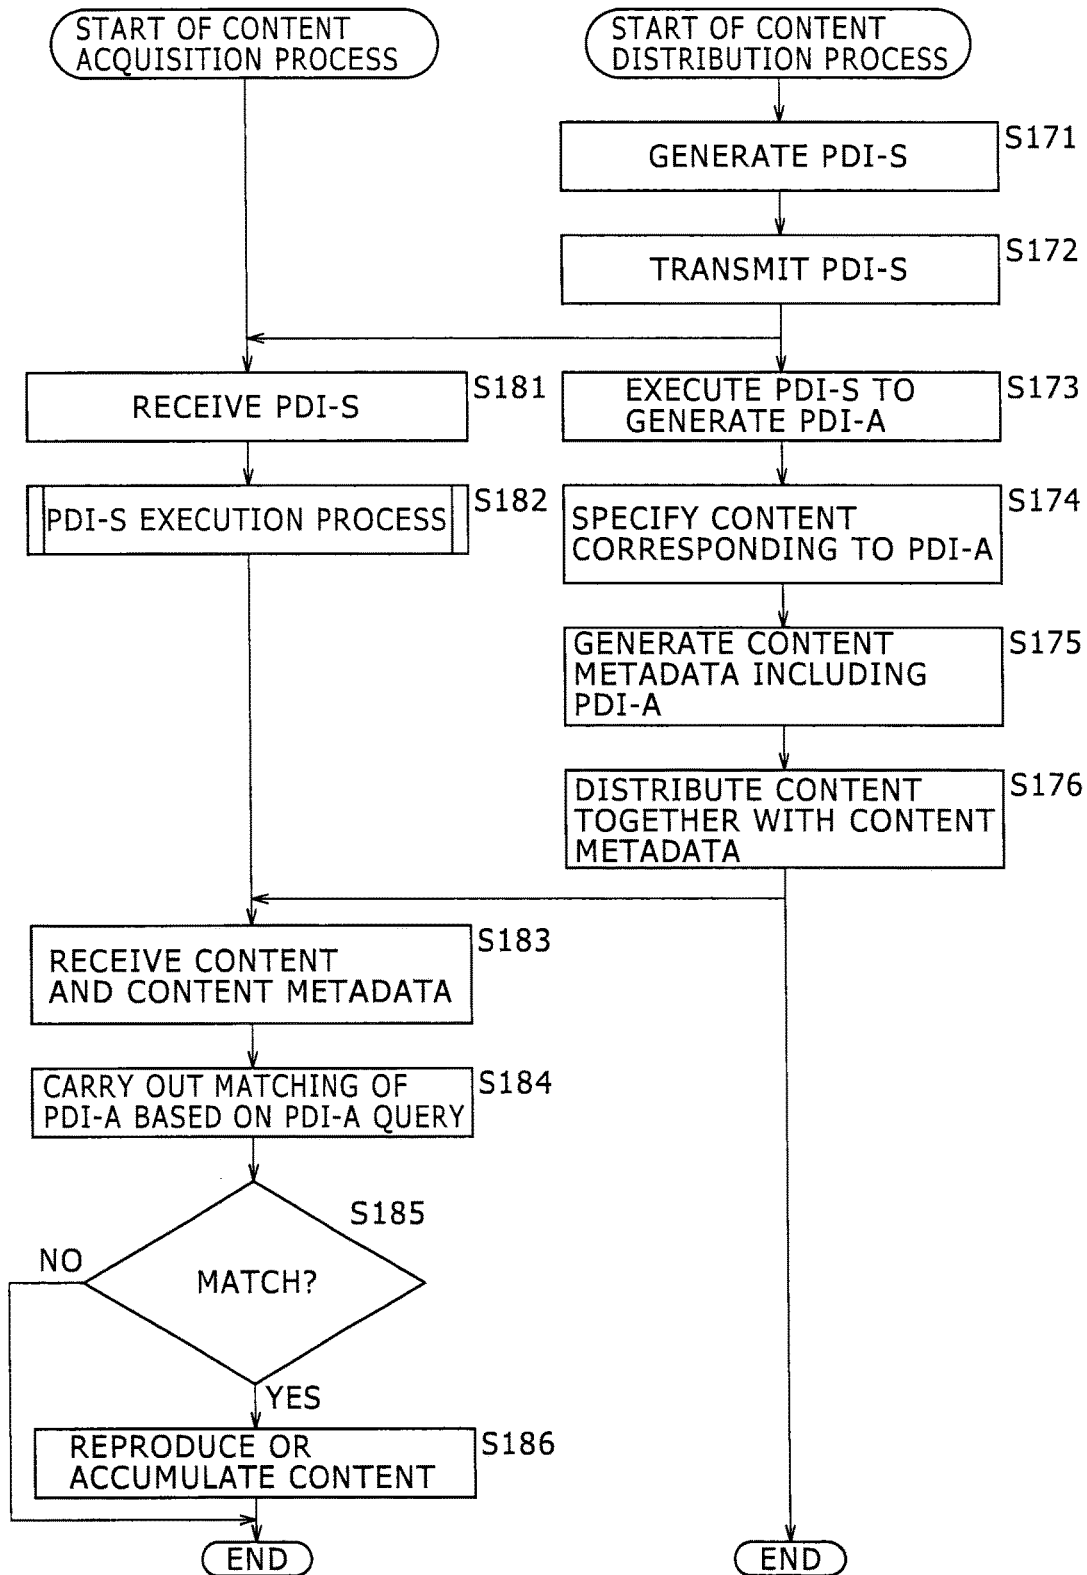 START OF CONTENT
ACQUISITION PROCESS
START OF CONTENT
DISTRIBUTION PROCESS
GENERATE PDI-S
S171
TRANSMIT PDI-S
S172
RECEIVE PDI-S
S181
EXECUTE PDI-S TO
GENERATE PDI-A
S173
PDI-S EXECUTION PROCESS
S182
SPECIFY CONTENT
CORRESPONDING TO PDI-A
S174
GENERATE CONTENT
METADATA INCLUDING
PDI-A
S175
DISTRIBUTE CONTENT
TOGETHER WITH CONTENT
METADATA
S176
RECEIVE CONTENT
AND CONTENT METADATA
S183
CARRY OUT MATCHING OF
PDI-A BASED ON PDI-A QUERY
S184
S185
NO
MATCH?
YES
REPRODUCE OR
ACCUMULATE CONTENT
S186
END
END